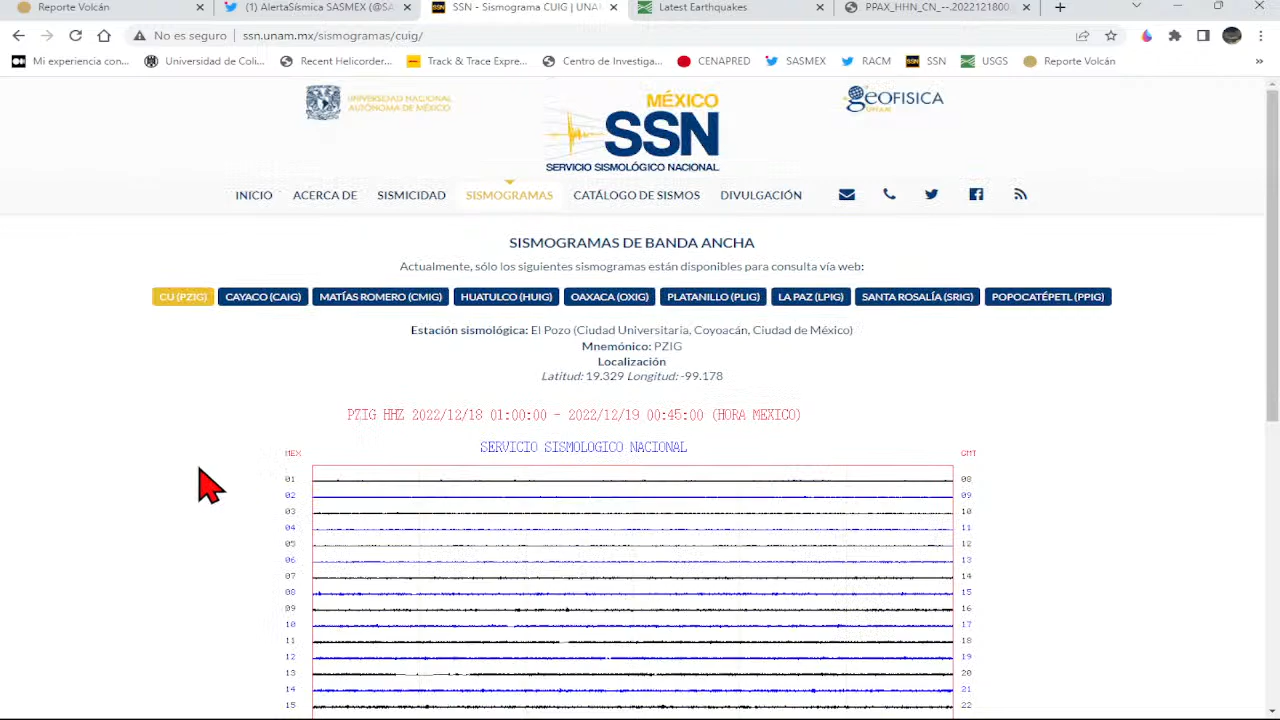 Reporte Volcán
(1) AlertaSísmica SASMEX (@SA
SSN - Sismograma CUIG | UNA
Latest Earthquakes
PPAX_HHN_CN_--2022121800
No es seguro | ssn.unam.mx/sismogramas/cuig/
Mi experiencia con...
Universidad de Coli...
Recent Helicorder...
Track & Trace Expre...
Centro de Investiga...
CENAPRED
SASMEX
RACM
SSN
USGS
Reporte Volcán
UNIVERSIDAD NACIONAL
AUTÓNOMA DE MÉXICO
MÉXICO
SSN
SERVICIO SISMOLÓGICO NACIONAL
GEOFISICA
UNAM
INICIO
ACERCA DE
SISMICIDAD
SISMOGRAMAS
CATÁLOGO DE SISMOS
DIVULGACIÓN
SISMOGRAMAS DE BANDA ANCHA
Actualmente, sólo los siguientes sismogramas están disponibles para consulta vía web:
CU (PZIG)
CAYACO (CAIG)
MATÍAS ROMERO (CMIG)
HUATULCO (HUIG)
OAXACA (OXIG)
PLATANILLO (PLIG)
LA PAZ (LPIG)
SANTA ROSALÍA (SRIG)
POPOCATÉPETL (PPIG)
Estación sismológica: El Pozo (Ciudad Universitaria, Coyoacán, Ciudad de México)
Mnemónico: PZIG
Localización
Latitud: 19.329 Longitud: -99.178
PZIG HHZ 2022/12/18 01:00:00 - 2022/12/19 00:45:00 (HORA MEXICO)
SERVICIO SISMOLOGICO NACIONAL
MEX GMT
01 08
02 09
03 10
04 11
05 12
06 13
07 14
08 15
09 16
10 17
11 18
12 19
13 20
14 21
15 22